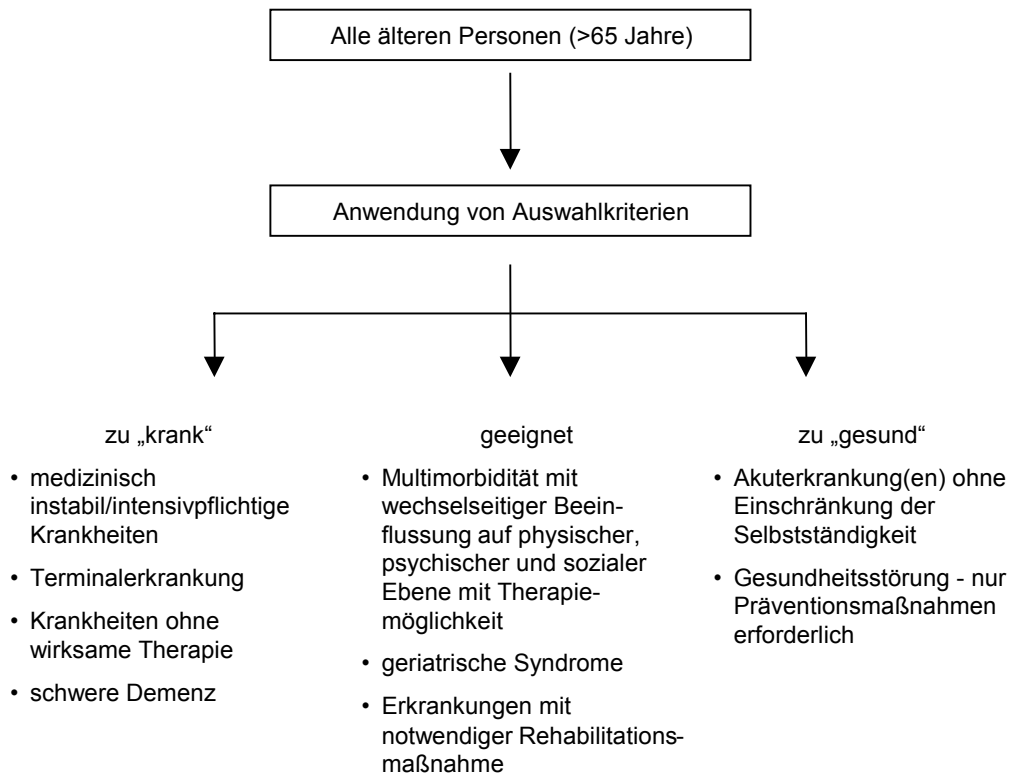 Alle älteren Personen (>65 Jahre)
Anwendung von Auswahlkriterien
zu „krank“
• medizinisch
instabil/intensivpflichtige
Krankheiten
• Terminalerkrankung
• Krankheiten ohne
wirksame Therapie
• schwere Demenz
geeignet
• Multimorbidität mit
wechselseitiger Beein-
flussung auf physischer,
psychischer und sozialer
Ebene mit Therapie-
möglichkeit
• geriatrische Syndrome
• Erkrankungen mit
notwendiger Rehabilitations-
maßnahme
zu „gesund“
• Akuterkrankung(en) ohne
Einschränkung der
Selbstständigkeit
• Gesundheitsstörung - nur
Präventionsmaßnahmen
erforderlich